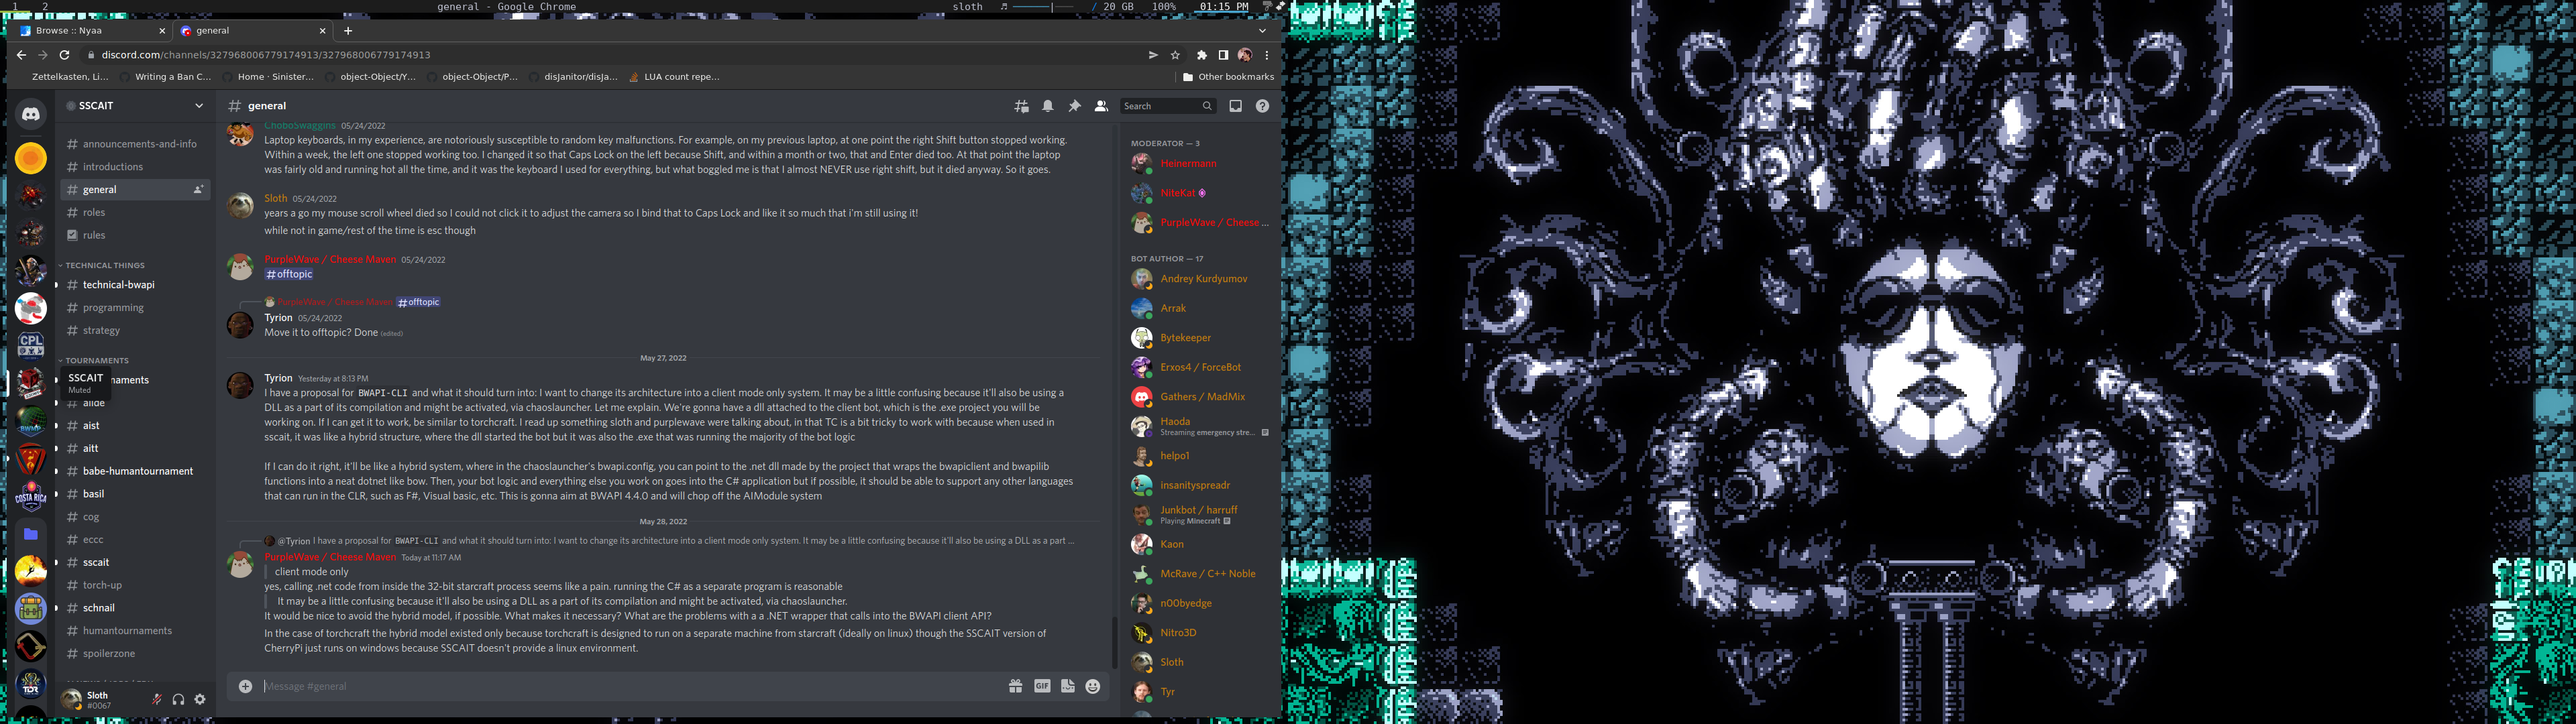 1 2 general - Google Chrome sloth / 20 GB 100% 01:15 PM
Browse :: Nyaa general
discord.com/channels/327968006779174913/327968006779174913
Zettelkasten, Li... Writing a Ban C... Home · Sinister... object-Object/Y... object-Object/P... disJanitor/disJa... LUA count repe... Other bookmarks
SSCAIT
announcements-and-info
introductions
general
roles
rules
TECHNICAL THINGS
technical-bwapi
programming
strategy
TOURNAMENTS
naments
SSCAIT
Muted
aiide
aist
aitt
babe-humantournament
basil
cog
eccc
sscait
torch-up
schnail
humantournaments
spoilerzone
Sloth
#0067
CPL
COSTA RICA
general
Search
ChoboSwaggins 05/24/2022
Laptop keyboards, in my experience, are notoriously susceptible to random key malfunctions. For example, on my previous laptop, at one point the right Shift button stopped working.
Within a week, the left one stopped working too. I changed it so that Caps Lock on the left because Shift, and within a month or two, that and Enter died too. At that point the laptop
was fairly old and running hot all the time, and it was the keyboard I used for everything, but what boggled me is that I almost NEVER use right shift, but it died anyway. So it goes.
Sloth 05/24/2022
years a go my mouse scroll wheel died so I could not click it to adjust the camera so I bind that to Caps Lock and like it so much that i'm still using it!
while not in game/rest of the time is esc though
PurpleWave / Cheese Maven 05/24/2022
#offtopic
PurpleWave / Cheese Maven #offtopic
Tyrion 05/24/2022
Move it to offtopic? Done (edited)
May 27, 2022
Tyrion Yesterday at 8:13 PM
I have a proposal for BWAPI-CLI and what it should turn into: I want to change its architecture into a client mode only system. It may be a little confusing because it'll also be using a
DLL as a part of its compilation and might be activated, via chaoslauncher. Let me explain. We're gonna have a dll attached to the client bot, which is the .exe project you will be
working on. If I can get it to work, be similar to torchcraft. I read up something sloth and purplewave were talking about, in that TC is a bit tricky to work with because when used in
sscait, it was like a hybrid structure, where the dll started the bot but it was also the .exe that was running the majority of the bot logic
If I can do it right, it'll be like a hybrid system, where in the chaoslauncher's bwapi.config, you can point to the .net dll made by the project that wraps the bwapiclient and bwapilib
functions into a neat dotnet like bow. Then, your bot logic and everything else you work on goes into the C# application but if possible, it should be able to support any other languages
that can run in the CLR, such as F#, Visual basic, etc. This is gonna aim at BWAPI 4.4.0 and will chop off the AIModule system
May 28, 2022
@Tyrion I have a proposal for BWAPI-CLI and what it should turn into: I want to change its architecture into a client mode only system. It may be a little confusing because it'll also be using a DLL as a part ...
PurpleWave / Cheese Maven Today at 11:17 AM
client mode only
yes, calling .net code from inside the 32-bit starcraft process seems like a pain. running the C# as a separate program is reasonable
It may be a little confusing because it'll also be using a DLL as a part of its compilation and might be activated, via chaoslauncher.
It would be nice to avoid the hybrid model, if possible. What makes it necessary? What are the problems with a a .NET wrapper that calls into the BWAPI client API?
In the case of torchcraft the hybrid model existed only because torchcraft is designed to run on a separate machine from starcraft (ideally on linux) though the SSCAIT version of
CherryPi just runs on windows because SSCAIT doesn't provide a linux environment.
Message #general
GIF
MODERATOR — 3
Heinermann
NiteKat
PurpleWave / Cheese ...
BOT AUTHOR — 17
Andrey Kurdyumov
Arrak
Bytekeeper
Erxos4 / ForceBot
Gathers / MadMix
Haoda
Streaming emergency stre...
helpo1
insanityspreadr
Junkbot / harruff
Playing Minecraft
Kaon
McRave / C++ Noble
n00byedge
Nitro3D
Sloth
Tyr